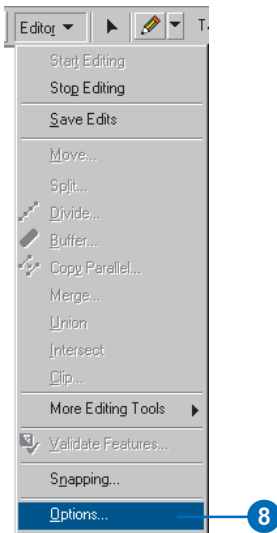 Editor
Start Editing
Stop Editing
Save Edits
Move...
Split...
Divide...
Buffer...
Copy Parallel...
Merge...
Union
Intersect
Clip...
More Editing Tools
Validate Features...
Snapping...
Options...
8